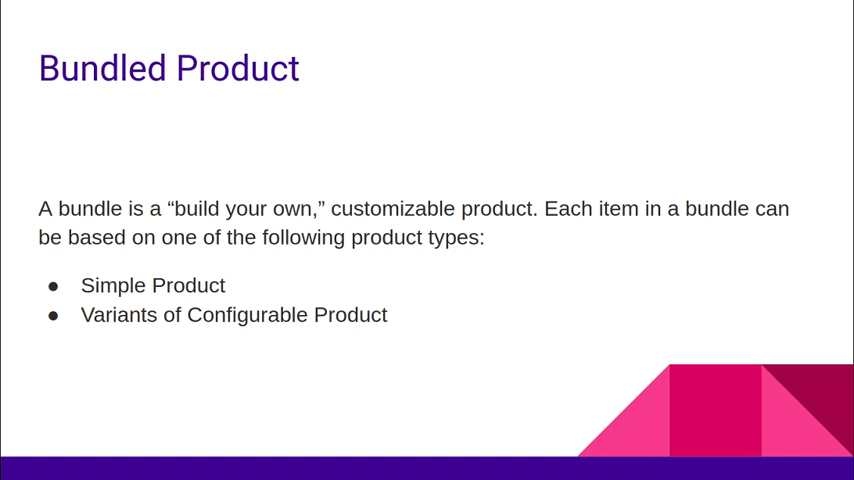 Bundled Product
A bundle is a “build your own,” customizable product. Each item in a bundle can
be based on one of the following product types:
● Simple Product
● Variants of Configurable Product